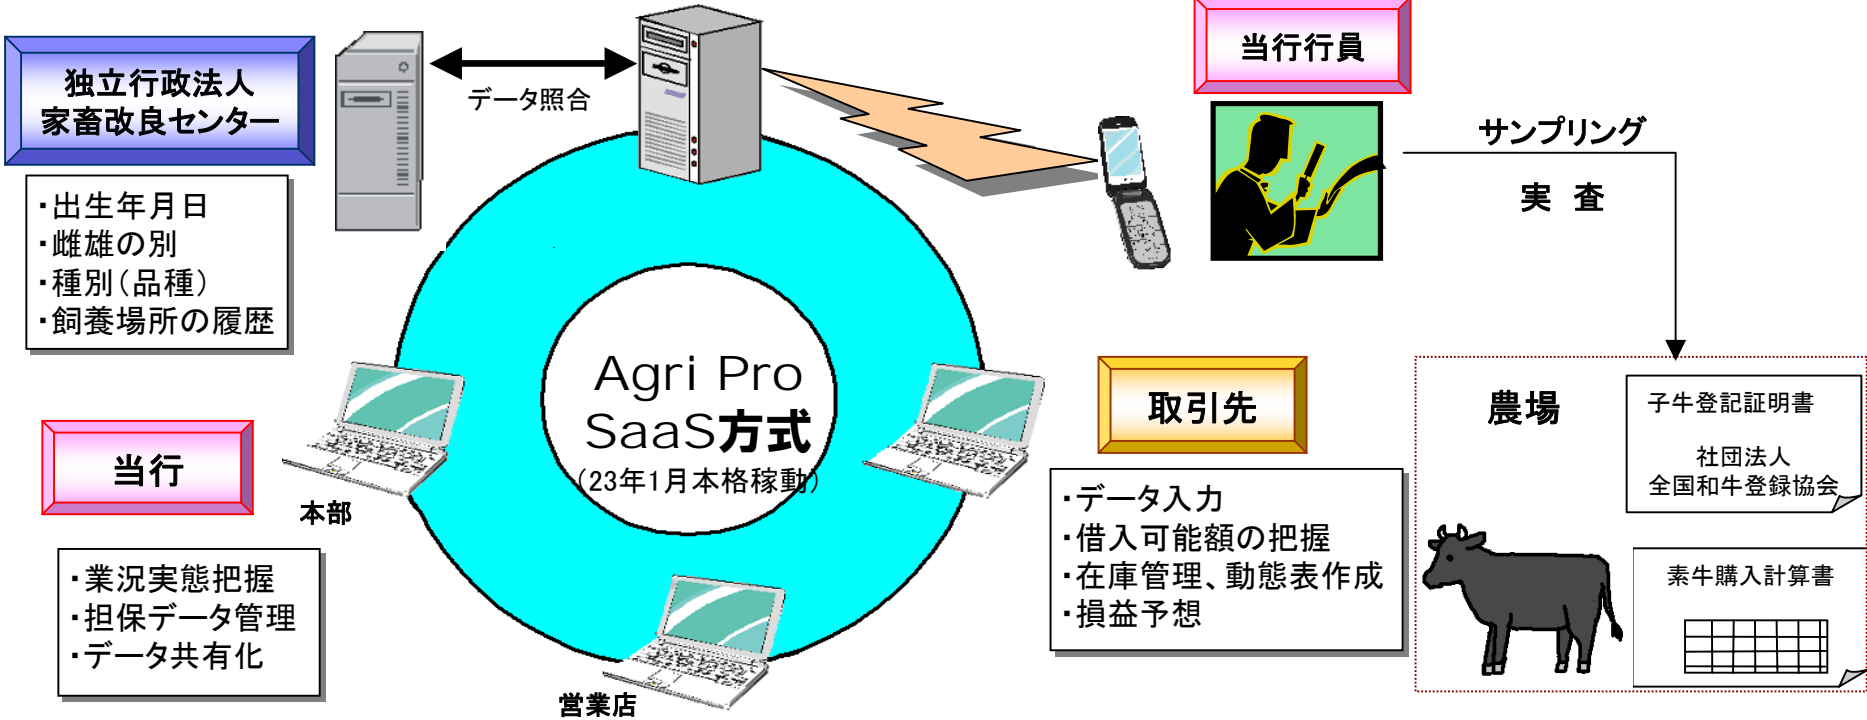 独立行政法人
家畜改良センター
・出生年月日
・雌雄の別
・種別（品種）
・飼養場所の履歴
データ照合
当行行員
サンプリング
実　査
Agri Pro
SaaS方式
（23年1月本格稼動）
当行
本部
・業況実態把握
・担保データ管理
・データ共有化
営業店
取引先
・データ入力
・借入可能額の把握
・在庫管理、動態表作成
・損益予想
農場
子牛登記証明書
社団法人
全国和牛登録協会
素牛購入計算書